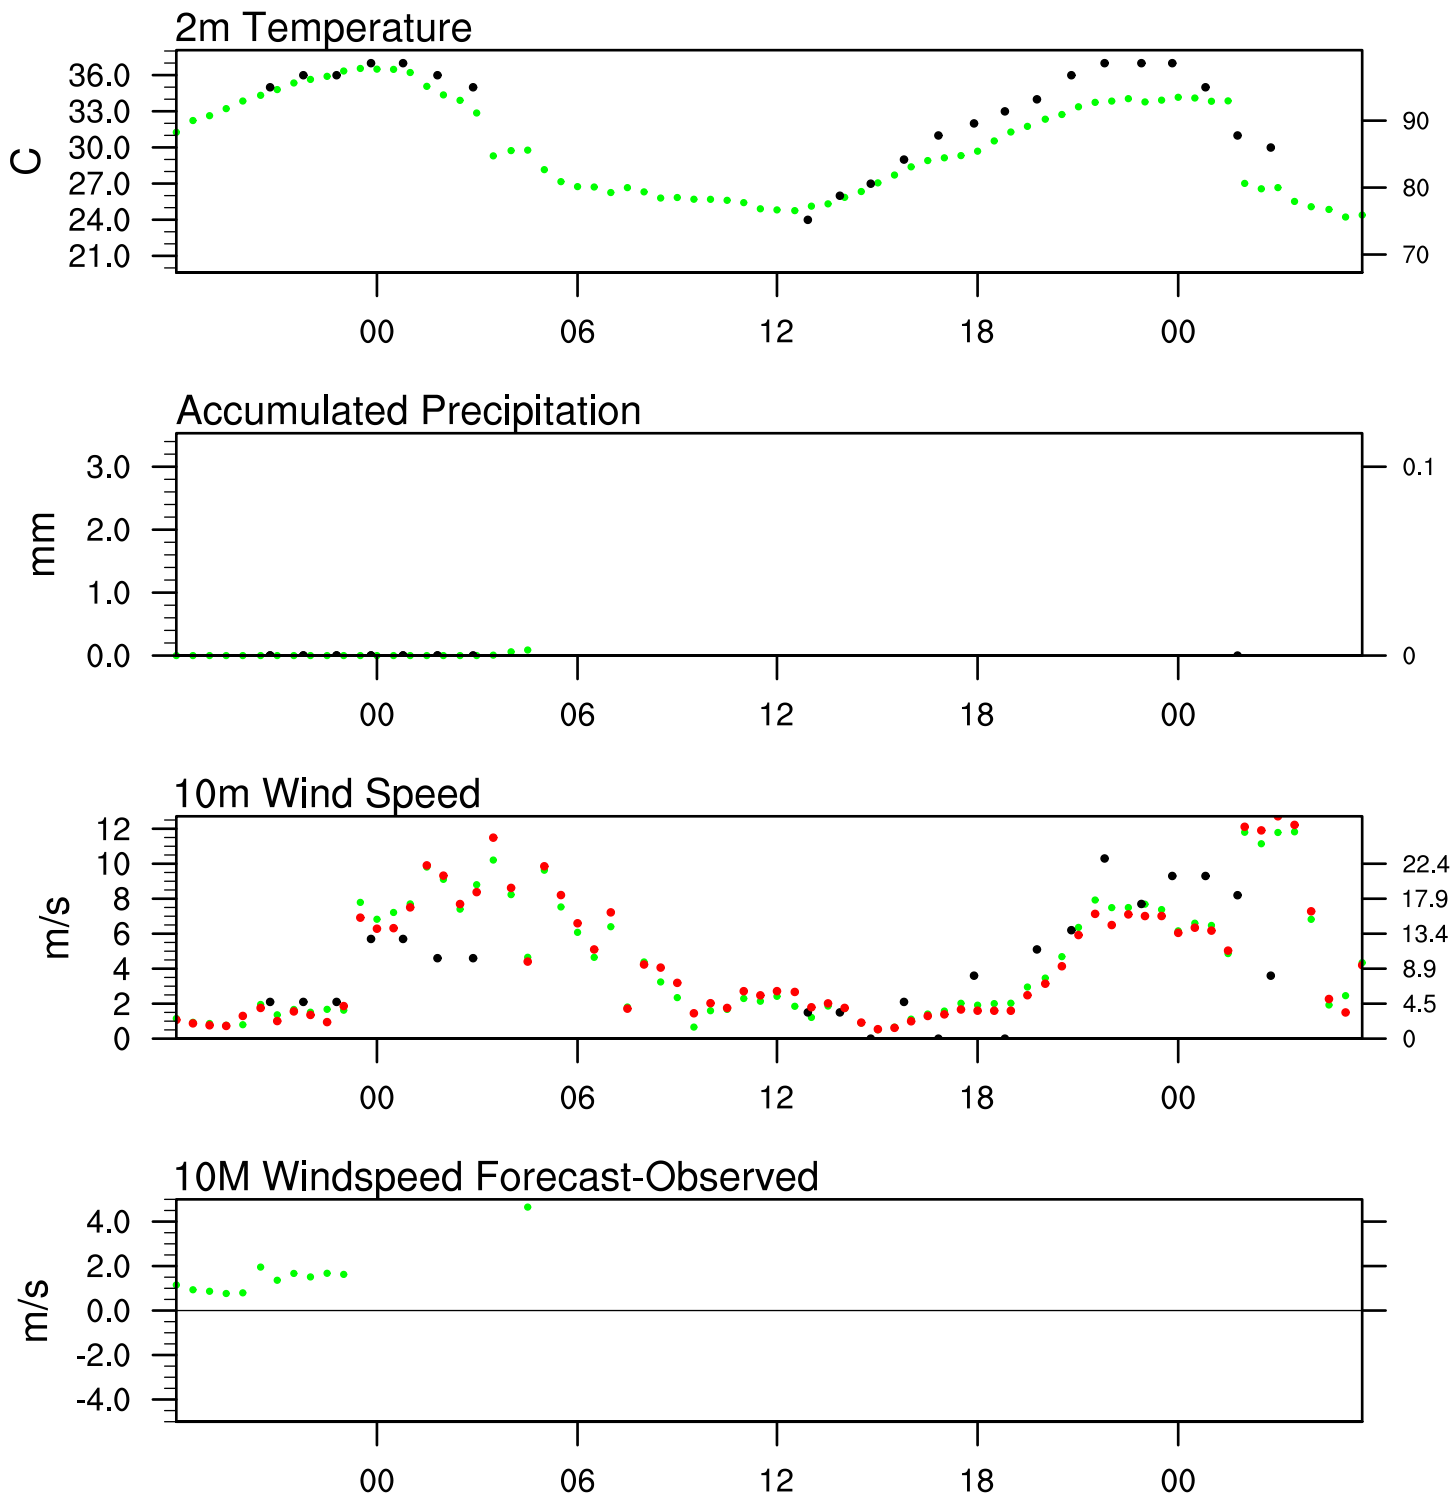 2m Temperature
36.0
33.0
30.0
27.0
24.0
21.0
C
90
80
70
00 06 12 18 00
Accumulated Precipitation
3.0
2.0
1.0
0.0
mm
0.1
0
00 06 12 18 00
10m Wind Speed
12
10
8
6
4
2
0
m/s
22.4
17.9
13.4
8.9
4.5
0
00 06 12 18 00
10M Windspeed Forecast-Observed
4.0
2.0
0.0
-2.0
-4.0
m/s
00 06 12 18 00